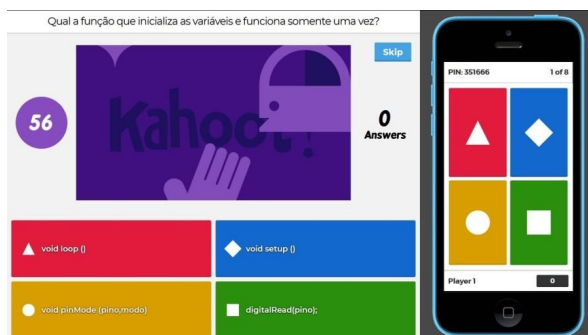 Qual a função que inicializa as variáveis e funciona somente uma vez?
Skip
56
Kahoot!
0
Answers
void loop ()
void setup ()
void pinMode (pino,modo)
digitalRead(pino);
PIN: 351666 1 of 8
Player 1 0